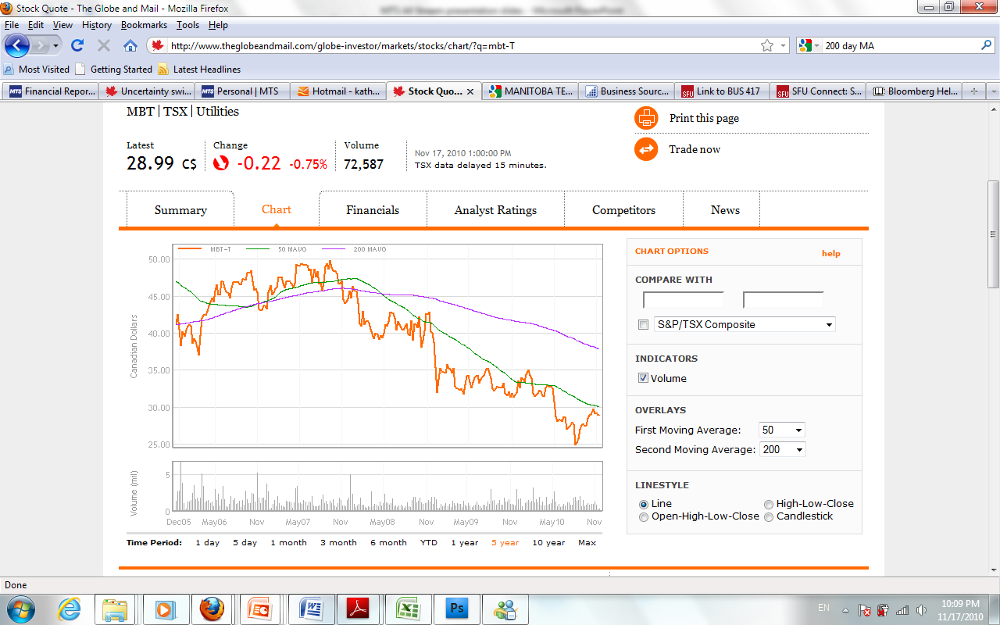 Stock Quote - The Globe and Mail - Mozilla Firefox
File Edit View History Bookmarks Tools Help
http://www.theglobeandmail.com/globe-investor/markets/stocks/chart/?q=mbt-T
200 day MA
Most Visited Getting Started Latest Headlines
MTS Financial Repor... Uncertainty swi... MTS Personal | MTS Hotmail - kath... Stock Quo... MANITOBA TE... Business Sourc... SFU Link to BUS 417 SFU SFU Connect: S... Bloomberg Hel...
MBT | TSX | Utilities
Print this page
Trade now
Latest Change Volume
28.99 C$ -0.22 -0.75% 72,587
Nov 17, 2010 1:00:00 PM
TSX data delayed 15 minutes.
Summary Chart Financials Analyst Ratings Competitors News
MBT-T 50 MAVG 200 MAVG
50.00
45.00
40.00
35.00
30.00
25.00
Canadian Dollars
5
0
Volume (mil)
Dec05 May06 Nov May07 Nov May08 Nov May09 Nov May10 Nov
Time Period: 1 day 5 day 1 month 3 month 6 month YTD 1 year 5 year 10 year Max
CHART OPTIONS help
COMPARE WITH
S&P/TSX Composite
INDICATORS
Volume
OVERLAYS
First Moving Average: 50
Second Moving Average: 200
LINESTYLE
Line High-Low-Close
Open-High-Low-Close Candlestick
Done
EN
10:09 PM
11/17/2010
Ps